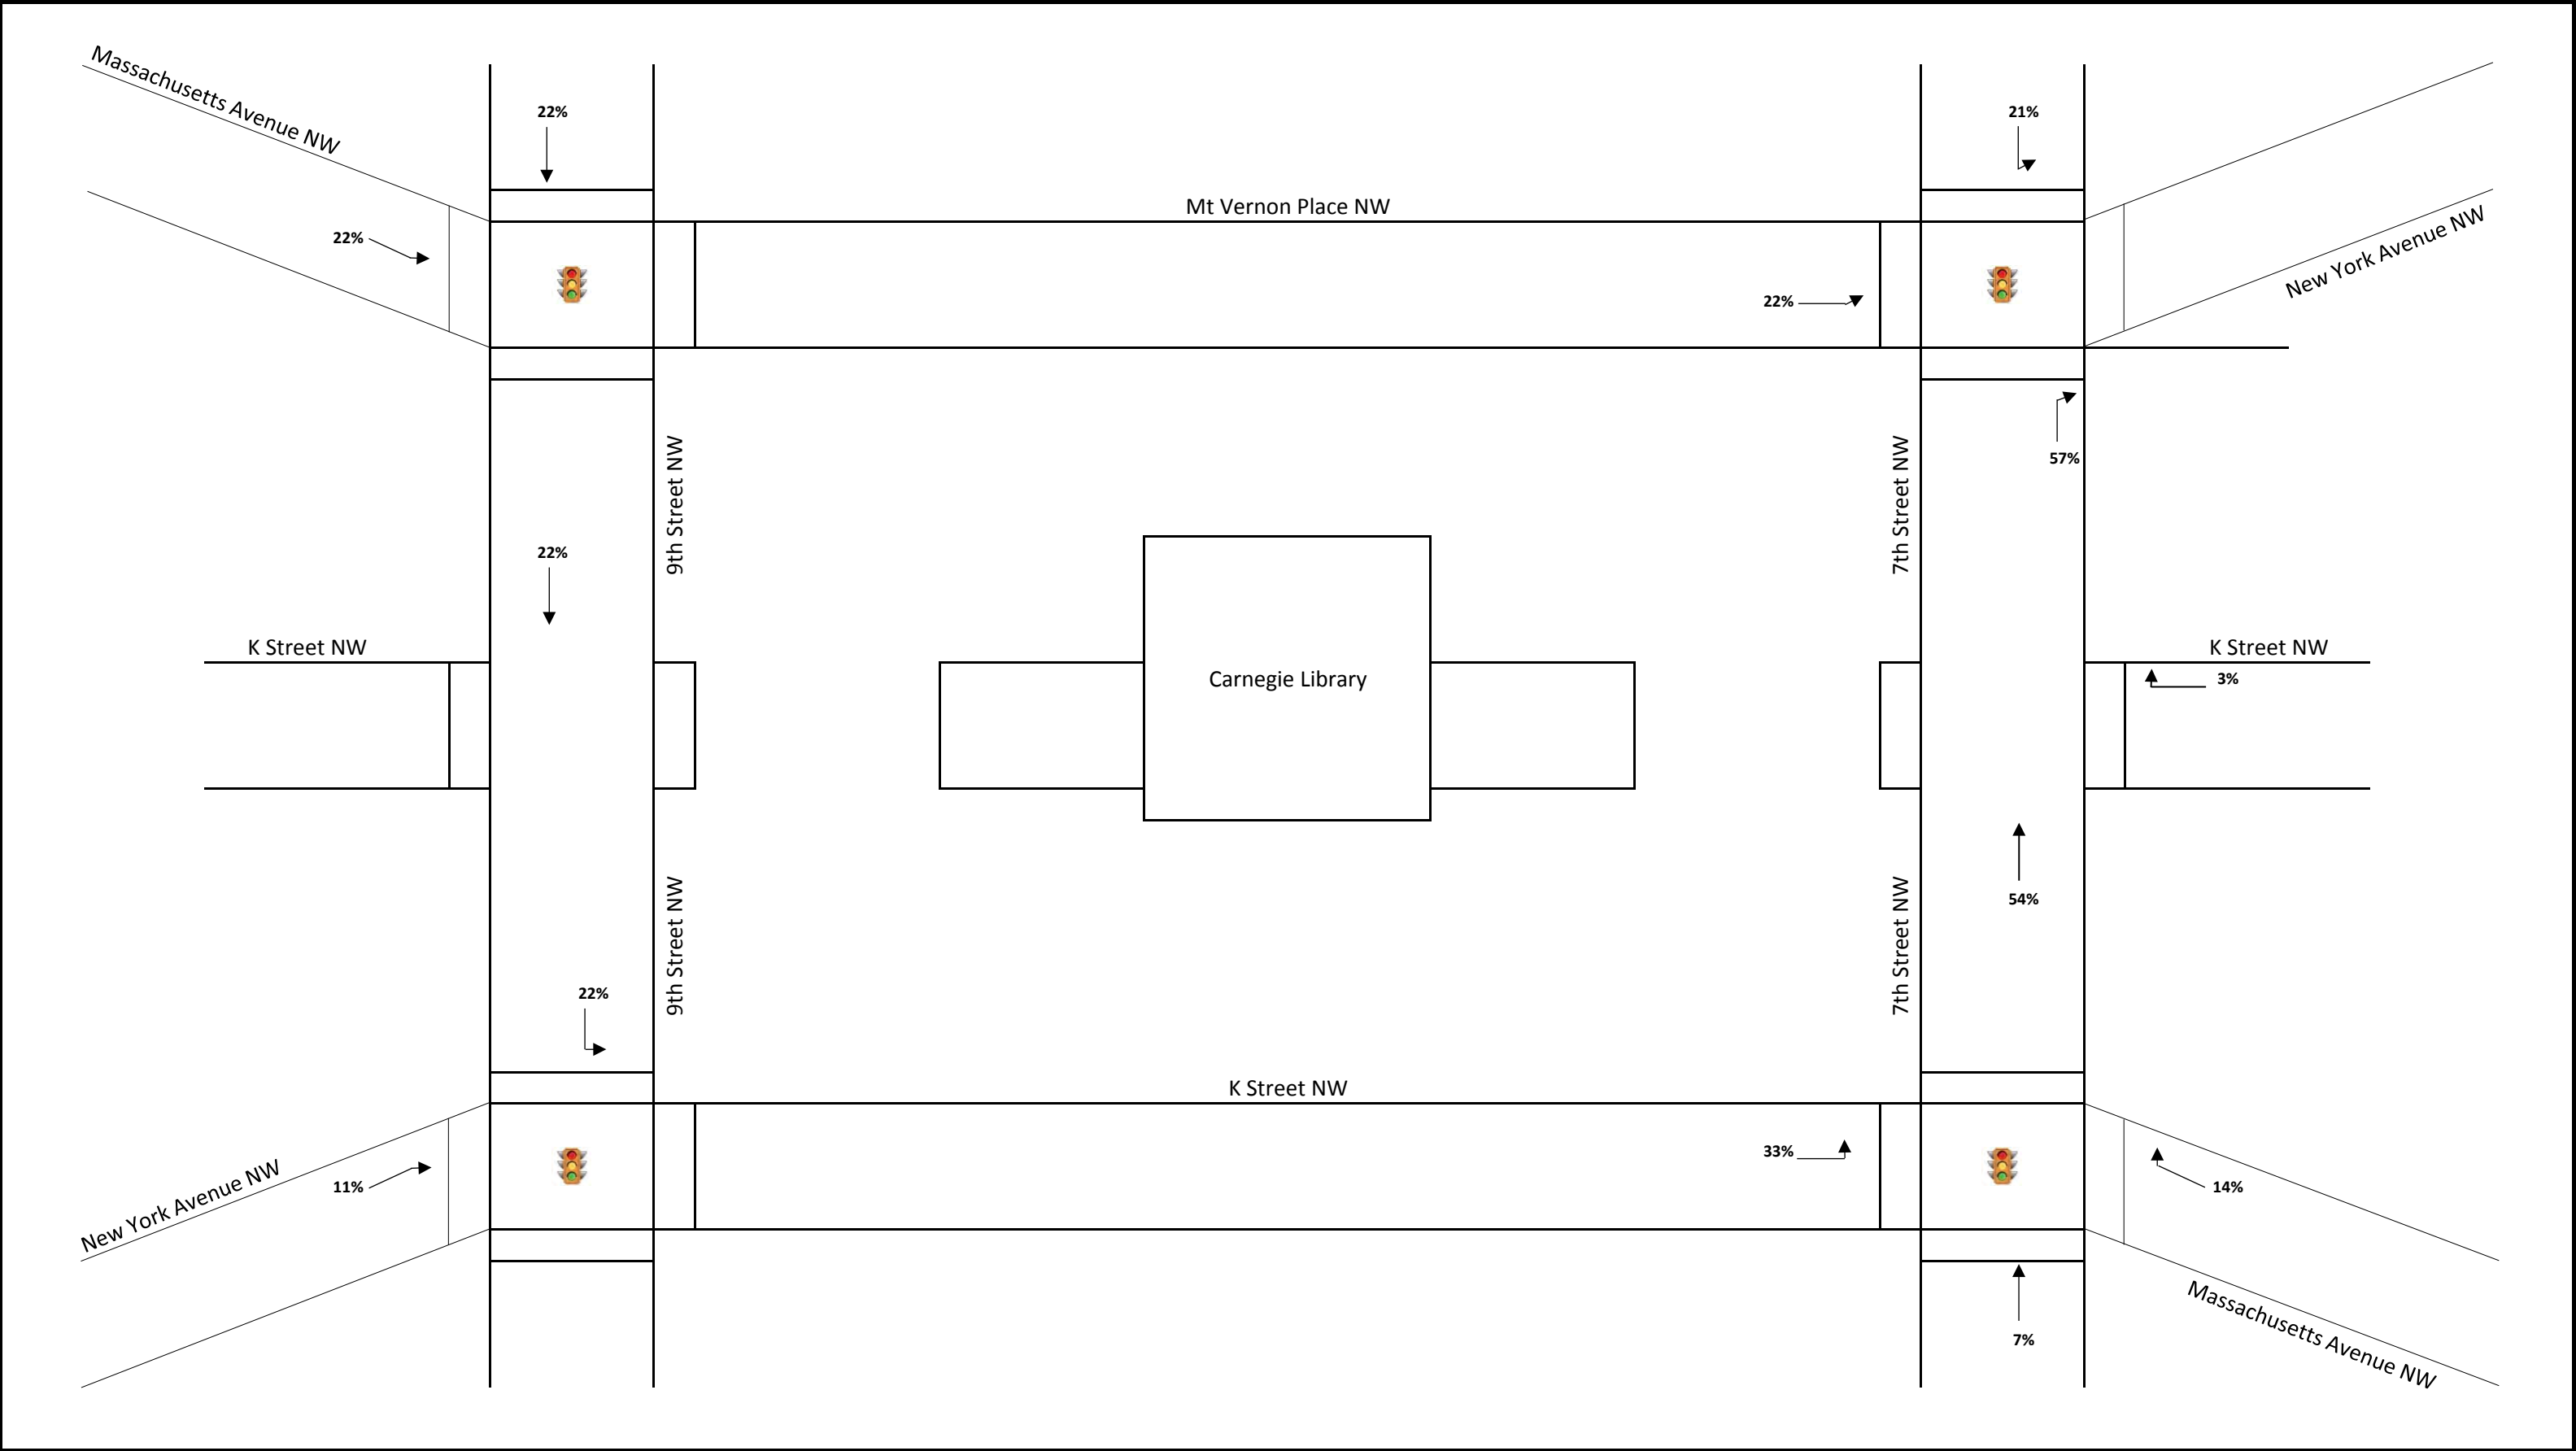 Massachusetts Avenue NW
22%
21%
Mt Vernon Place NW
22%
22%
New York Avenue NW
57%
9th Street NW
7th Street NW
22%
K Street NW
K Street NW
Carnegie Library
3%
54%
9th Street NW
7th Street NW
22%
K Street NW
33%
New York Avenue NW
11%
14%
Massachusetts Avenue NW
7%